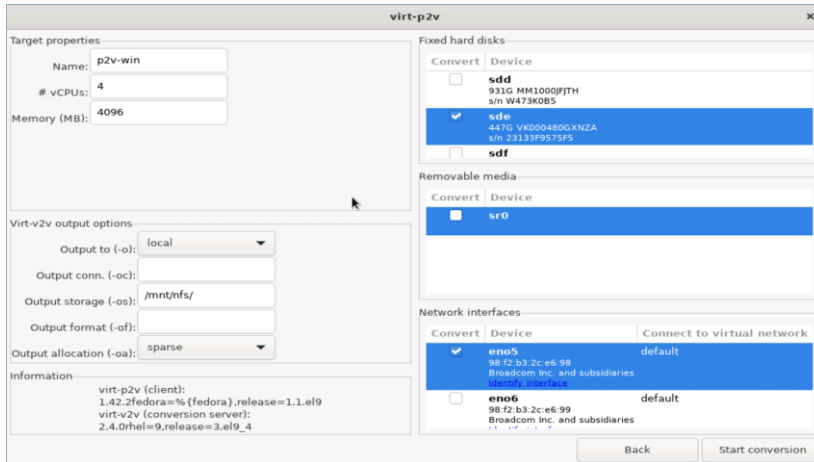 virt-p2v
×
Target properties
Name: p2v-win
# vCPUs: 4
Memory (MB): 4096
Virt-v2v output options
Output to (-o): local
Output conn. (-oc):
Output storage (-os): /mnt/nfs/
Output format (-of):
Output allocation (-oa): sparse
Information
virt-p2v (client):
1.42.2fedora=%{fedora},release=1.1.el9
virt-v2v (conversion server):
2.4.0rhel=9,release=3.el9_4
Fixed hard disks
Convert Device
sdd
931G MM1000JFJTH
s/n W473K0B5
sde
447G VK000480GXNZA
s/n 23133F9575F5
sdf
Removable media
Convert Device
sr0
Network interfaces
Convert Device Connect to virtual network
eno5 default
98:f2:b3:2c:e6:98
Broadcom Inc. and subsidiaries
Identify interface
eno6 default
98:f2:b3:2c:e6:99
Broadcom Inc. and subsidiaries
Back Start conversion